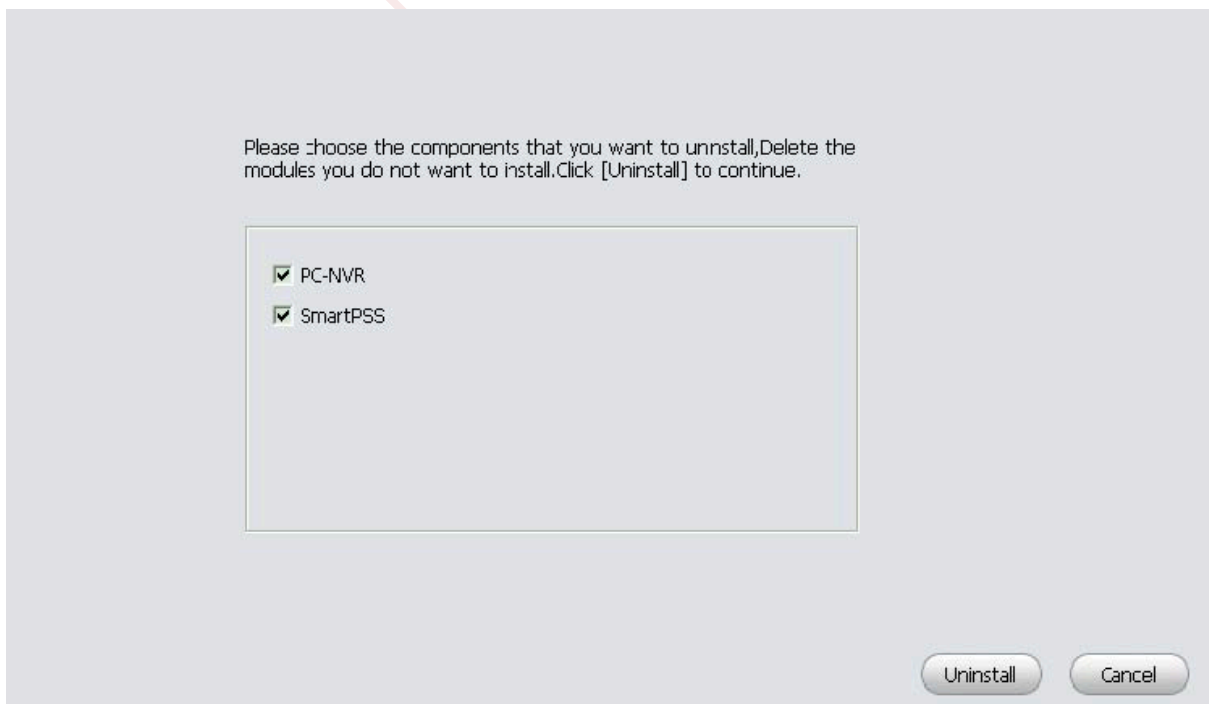 Please choose the components that you want to unnstall,Delete the
modules you do not want to install.Click [Uninstall] to continue.
PC-NVR
SmartPSS
Uninstall
Cancel